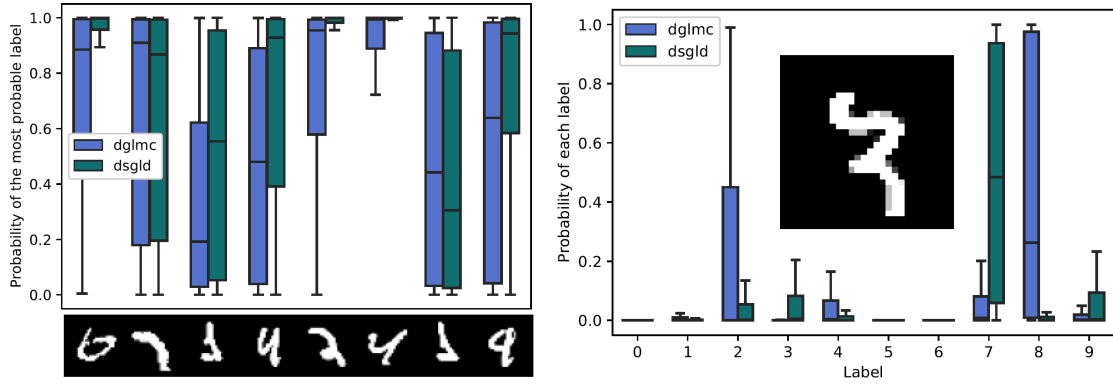 Probability of the most probable label
1.0
0.8
0.6
0.4
0.2
0.0
dglmc
dsgld
Probability of each label
1.0
0.8
0.6
0.4
0.2
0.0
dglmc
dsgld
0 1 2 3 4 5 6 7 8 9
Label